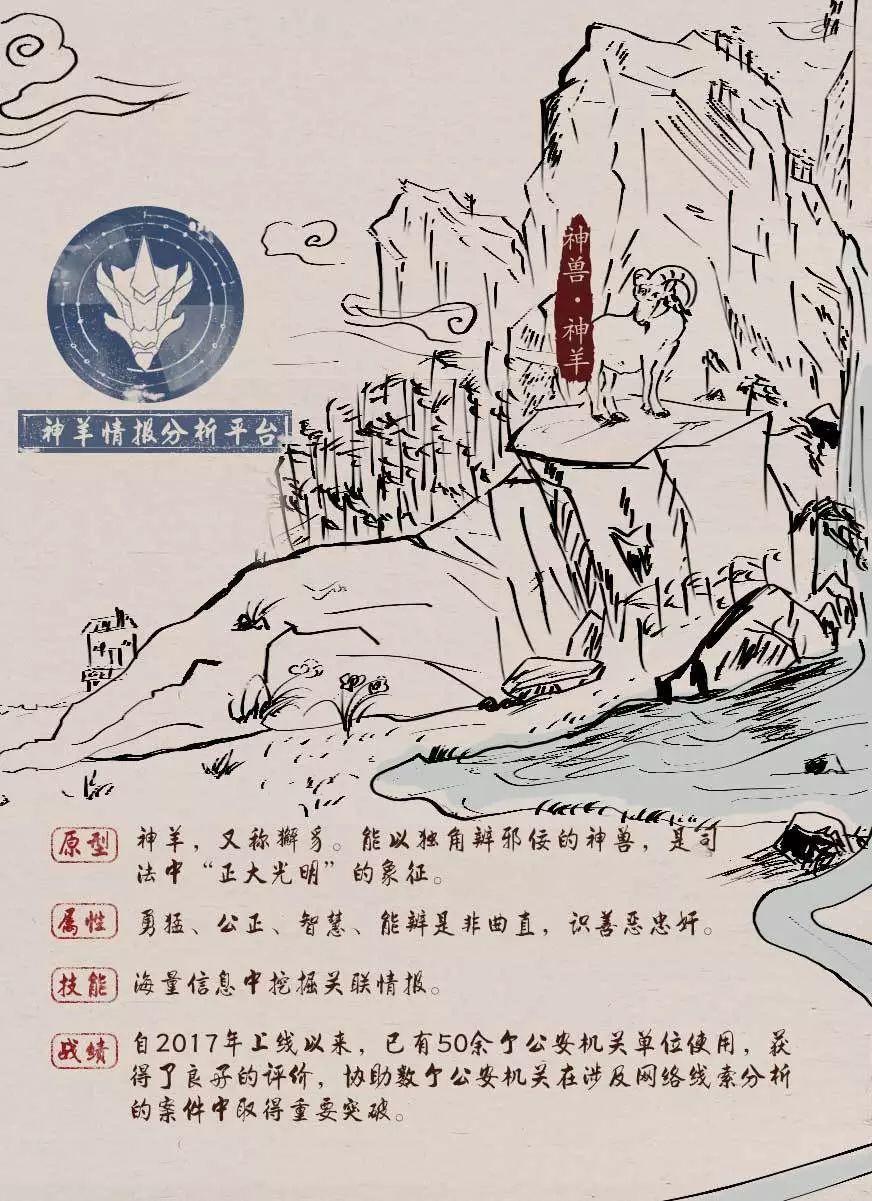 神兽·神羊
神羊情报分析平台
原型 神羊，又称獬豸。能以独角辨邪佞的神兽，是司
法中“正大光明”的象征。
属性 勇猛、公正、智慧、能辨是非曲直，识善恶忠奸。
技能 海量信息中挖掘关联情报。
战绩 自2017年上线以来，已有50余个公安机关单位使用，获
得了良好的评价，协助数个公安机关在涉及网络线索分析
的案件中取得重要突破。